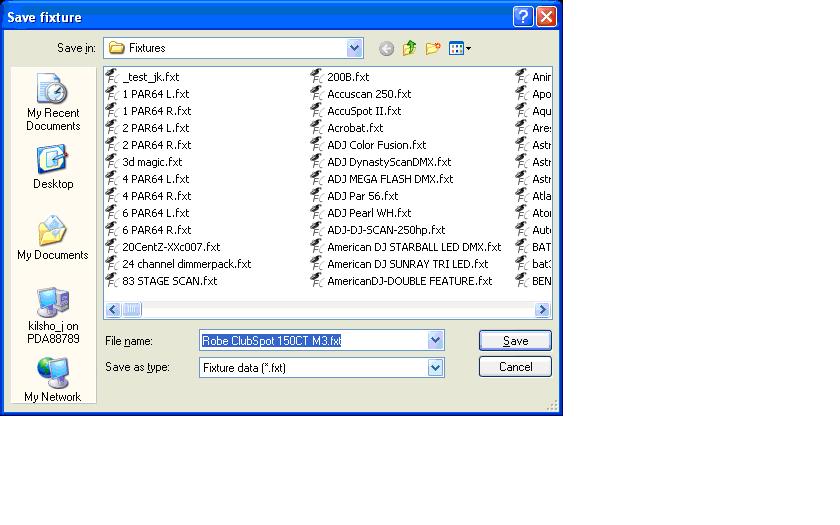 Save fixture
Save in: Fixtures
My Recent
Documents
Desktop
My Documents
kilsho_j on
PDA88789
My Network
_test_jk.fxt
1 PAR64 L.fxt
1 PAR64 R.fxt
2 PAR64 L.fxt
2 PAR64 R.fxt
3d magic.fxt
4 PAR64 L.fxt
4 PAR64 R.fxt
6 PAR64 L.fxt
6 PAR64 R.fxt
20CentZ-XXc007.fxt
24 channel dimmerpack.fxt
83 STAGE SCAN.fxt
200B.fxt
Accuscan 250.fxt
AccuSpot II.fxt
Acrobat.fxt
ADJ Color Fusion.fxt
ADJ DynastyScanDMX.fxt
ADJ MEGA FLASH DMX.fxt
ADJ Par 56.fxt
ADJ Pearl WH.fxt
ADJ-DJ-SCAN-250hp.fxt
American DJ STARBALL LED DMX.fxt
American DJ SUNRAY TRI LED.fxt
AmericanDJ-DOUBLE FEATURE.fxt
Anir
Apo
Aqu
Ares
Astr
Astr
Astr
Atla
Ator
Auto
BAT
bat3
BEN
File name: Robe ClubSpot 150CT M3.fxt Save
Save as type: Fixture data (*.fxt) Cancel